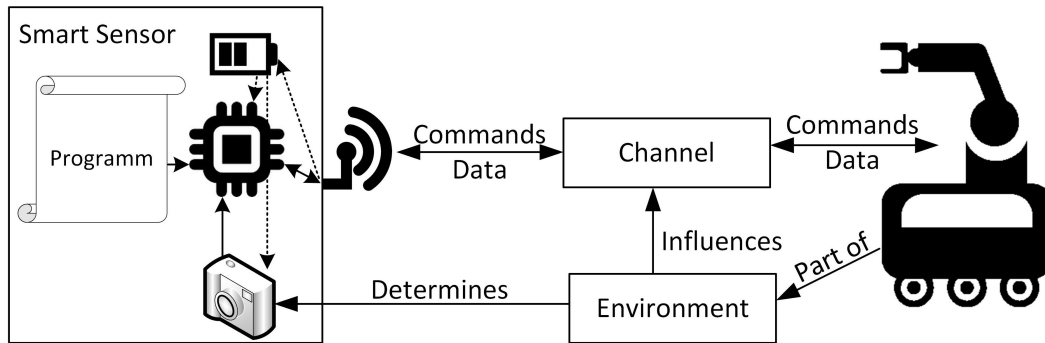 Smart Sensor
Programm
Commands
Data
Channel
Commands
Data
Influences
Part of
Determines
Environment